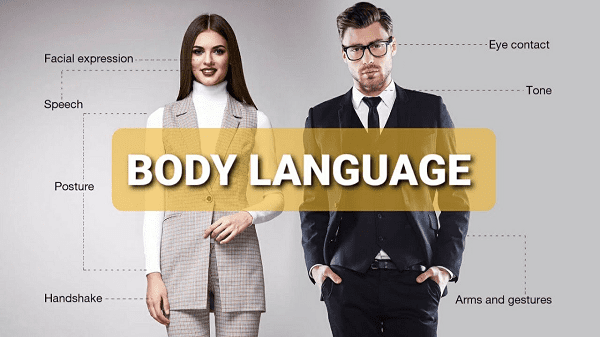 Facial expression
Speech
Posture
Handshake
BODY LANGUAGE
Eye contact
Tone
Arms and gestures